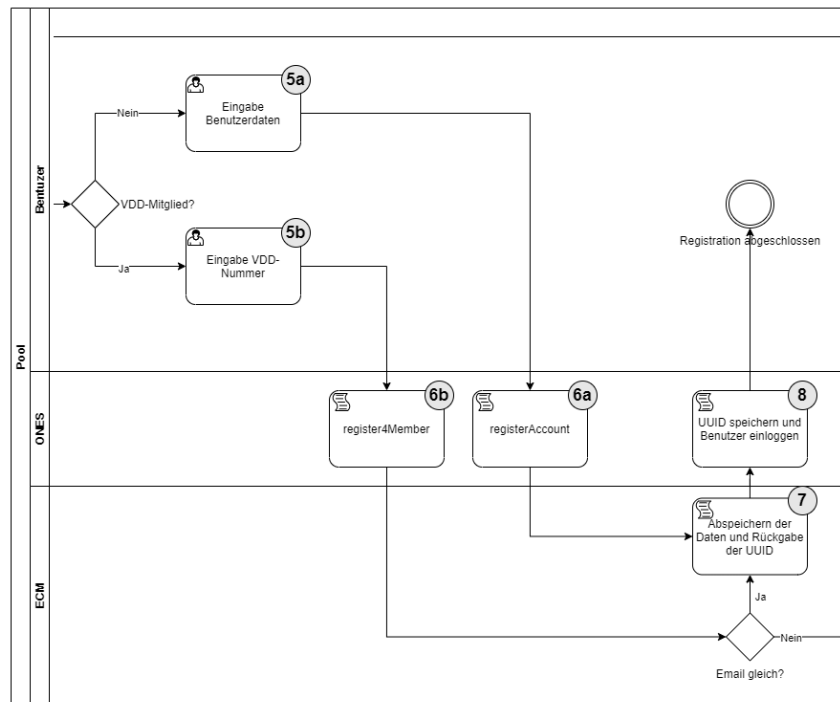 Pool
Bentuzer
5a
Eingabe
Benutzerdaten
Nein
VDD-Mitglied?
5b
Eingabe VDD-
Nummer
Ja
Registration abgeschlossen
ONES
6b
register4Member
6a
registerAccount
8
UUID speichern und
Benutzer einloggen
ECM
7
Abspeichern der
Daten und Rückgabe
der UUID
Ja
Nein
Email gleich?